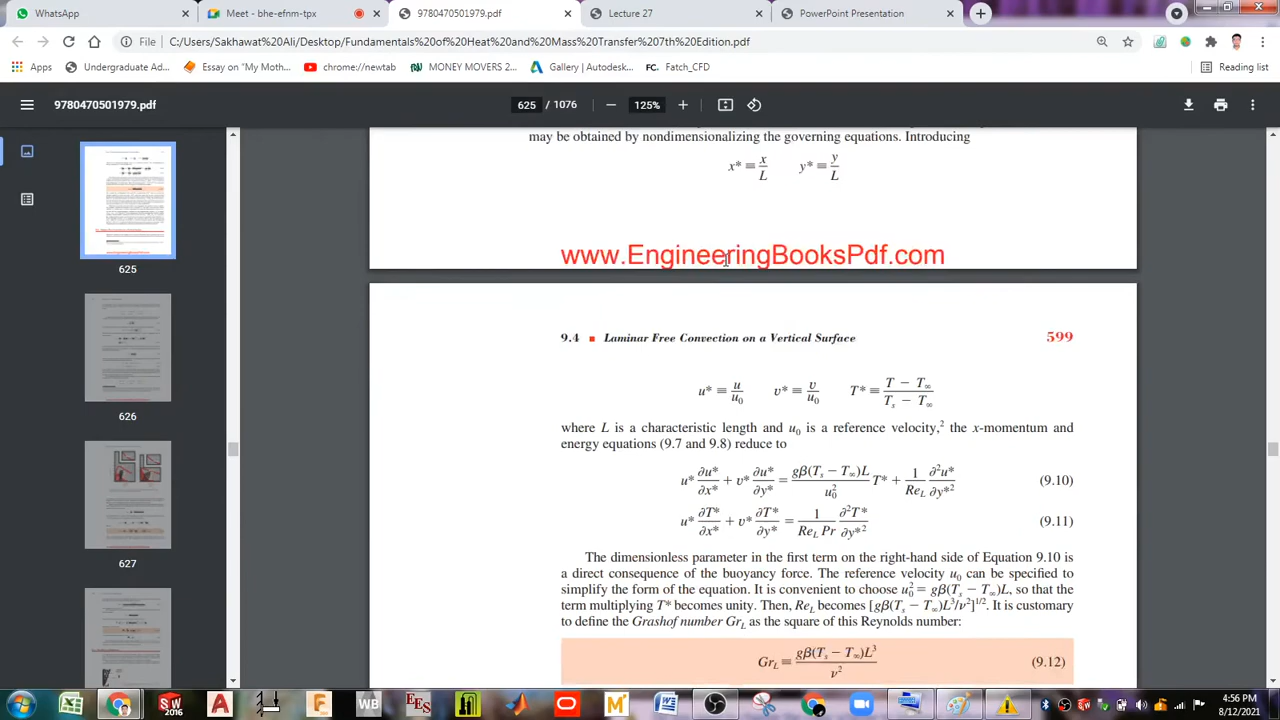 WhatsApp
Meet - bhe-efnm-tpx
9780470501979.pdf
Lecture 27
PowerPoint Presentation
File
C:/Users/Sakhawat%20Ali/Desktop/Fundamentals%20of%20Heat%20and%20Mass%20Transfer%207th%20Edition.pdf
Apps
Undergraduate Ad...
Essay on "My Moth...
chrome://newtab
MONEY MOVERS 2...
Gallery | Autodesk...
FC. Fatch_CFD
Reading list
9780470501979.pdf
625 / 1076
125%
625
626
627
may be obtained by nondimensionalizing the governing equations. Introducing
x* ≡ x/L y* ≡ y/L
www.EngineeringBooksPdf.com
9.4 ■ Laminar Free Convection on a Vertical Surface 599
u* ≡ u/u₀ v* ≡ v/u₀ T* ≡ (T − T∞)/(Tₛ − T∞)
where L is a characteristic length and u₀ is a reference velocity,² the x-momentum and
energy equations (9.7 and 9.8) reduce to
u* ∂u*/∂x* + v* ∂u*/∂y* = gβ(Tₛ − T∞)L/u₀² T* + 1/Re_L ∂²u*/∂y*² (9.10)
u* ∂T*/∂x* + v* ∂T*/∂y* = 1/(Re_L Pr) ∂²T*/∂y*² (9.11)
The dimensionless parameter in the first term on the right-hand side of Equation 9.10 is
a direct consequence of the buoyancy force. The reference velocity u₀ can be specified to
simplify the form of the equation. It is convenient to choose u₀² = gβ(Tₛ − T∞)L, so that the
term multiplying T* becomes unity. Then, Re_L becomes [gβ(Tₛ − T∞)L³/ν²]^1/2. It is customary
to define the Grashof number Gr_L as the square of this Reynolds number:
Gr_L ≡ gβ(Tₛ − T∞)L³/ν² (9.12)
SW
2016
WB
EES
4:56 PM
8/12/2021